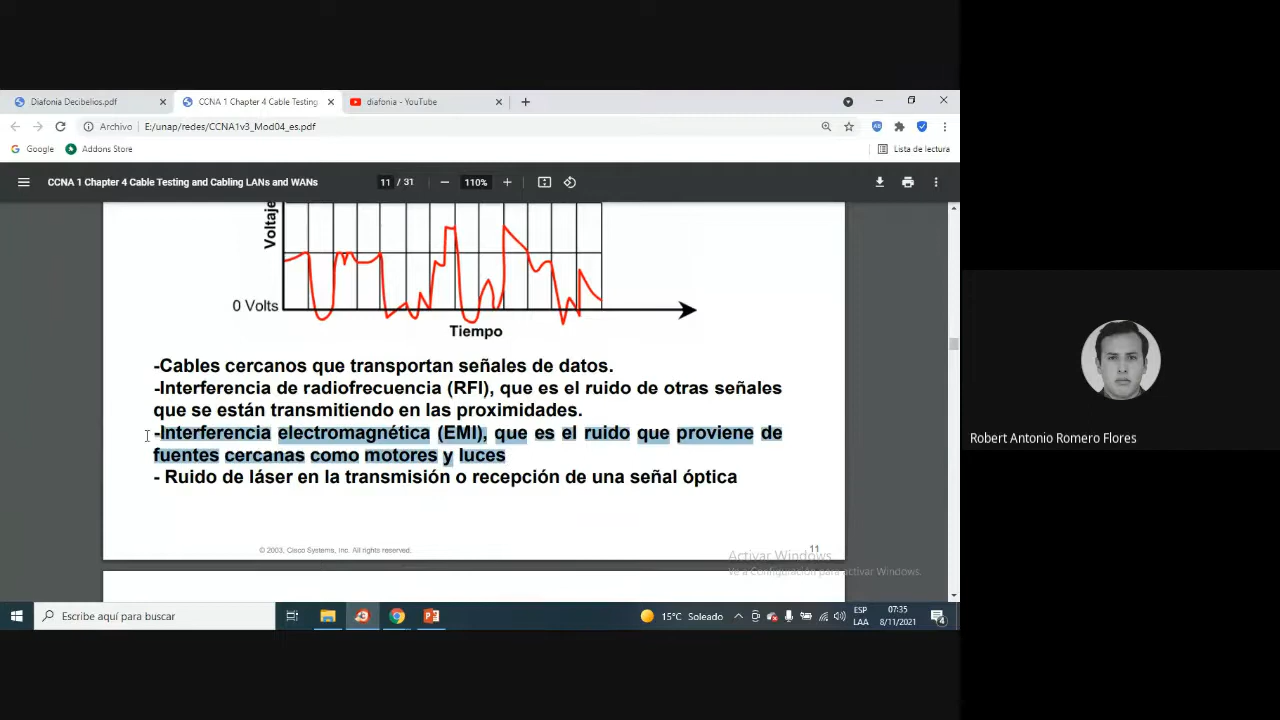 Diafonia Decibelios.pdf
CCNA 1 Chapter 4 Cable Testing
diafonia - YouTube
Archivo
E:/unap/redes/CCNA1v3_Mod04_es.pdf
Google
Addons Store
Lista de lectura
CCNA 1 Chapter 4 Cable Testing and Cabling LANs and WANs
11 / 31
110%
Voltaje
0 Volts
Tiempo
-Cables cercanos que transportan señales de datos.
-Interferencia de radiofrecuencia (RFI), que es el ruido de otras señales
que se están transmitiendo en las proximidades.
-Interferencia electromagnética (EMI), que es el ruido que proviene de
fuentes cercanas como motores y luces
- Ruido de láser en la transmisión o recepción de una señal óptica
© 2003, Cisco Systems, Inc. All rights reserved.
11
Activar Windows
Ve a Configuración para activar Windows.
Robert Antonio Romero Flores
Escribe aquí para buscar
15°C Soleado
ESP
LAA
07:35
8/11/2021
4